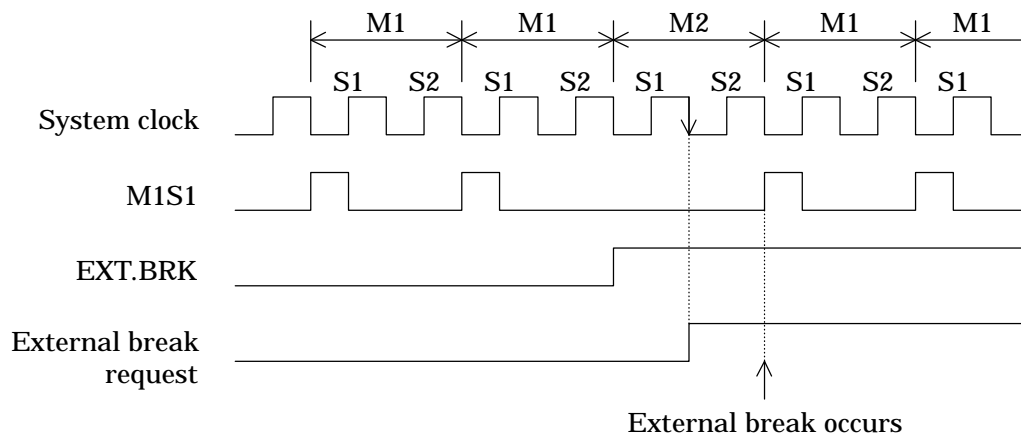 M1 M1 M2 M1 M1
S1 S2 S1 S2 S1 S2 S1 S2 S1
System clock
M1S1
EXT.BRK
External break
request
External break occurs